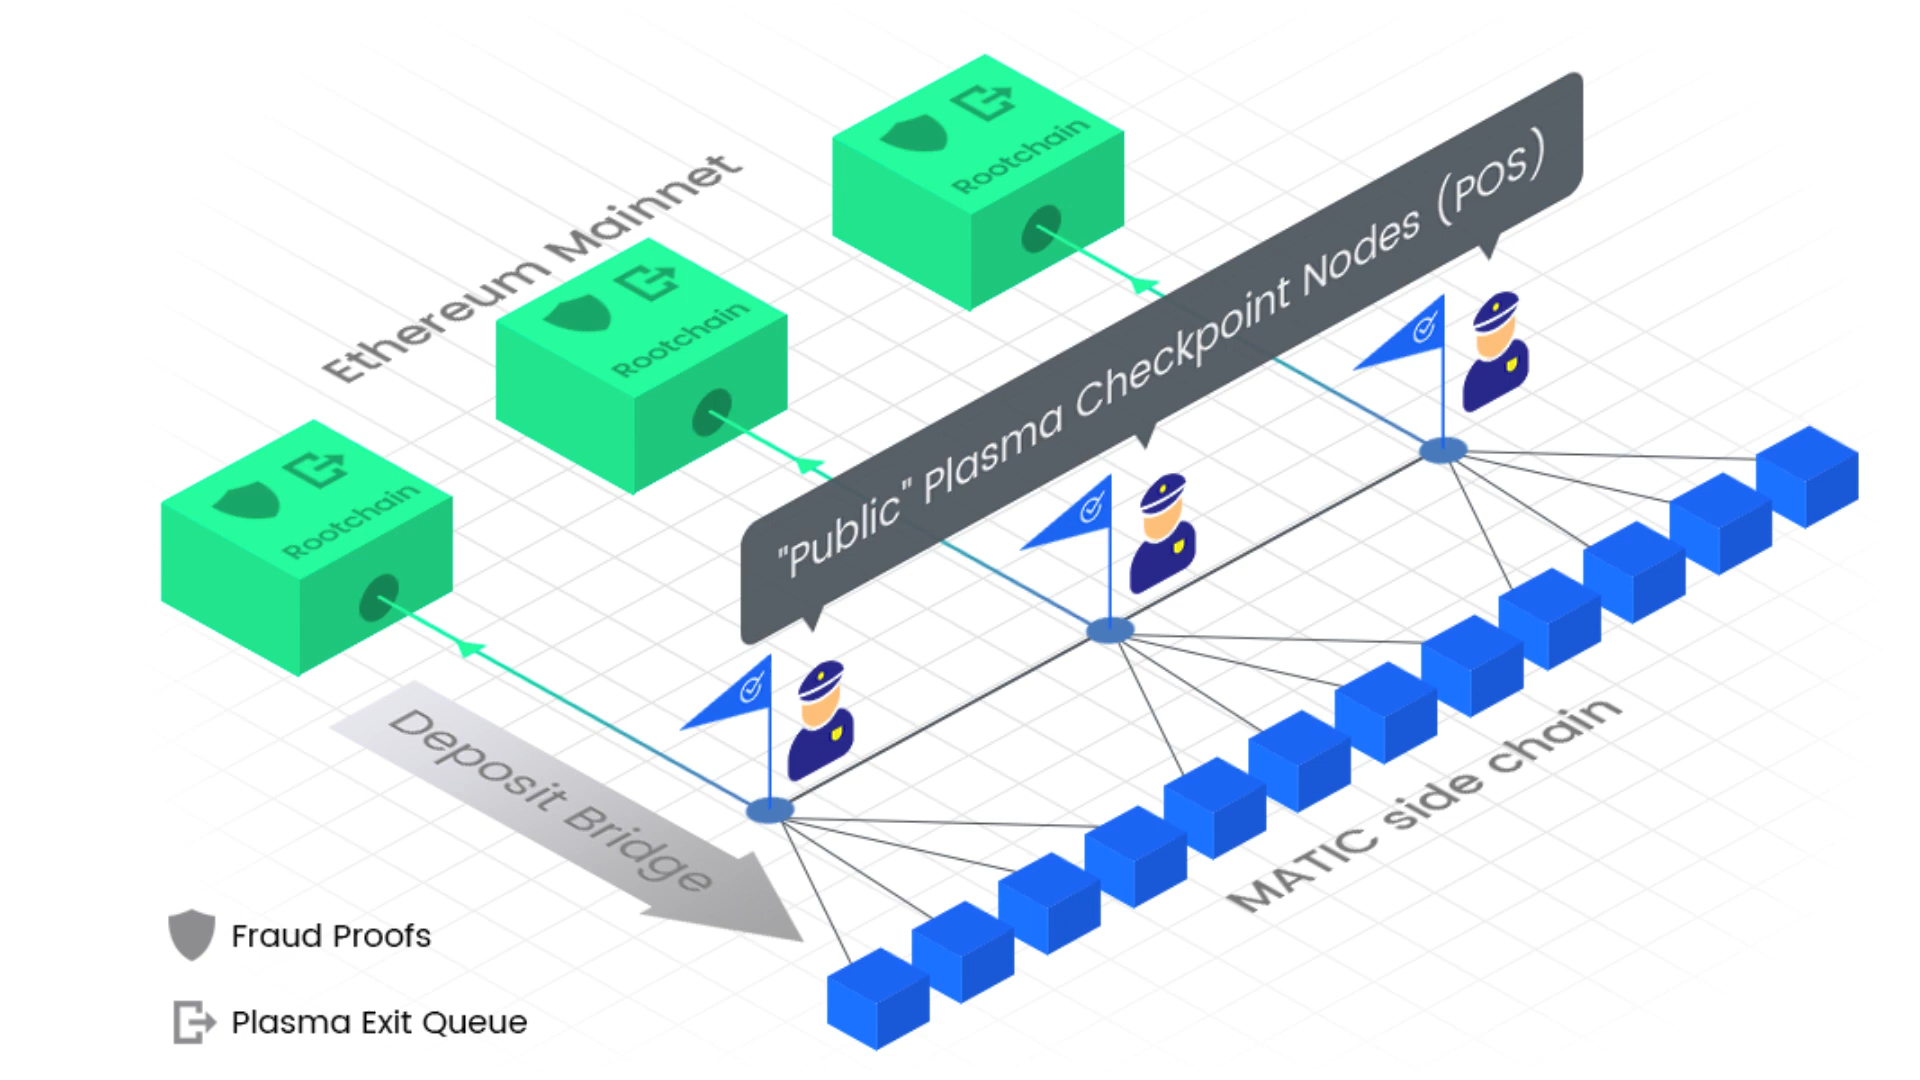 Rootchain
Ethereum Mainnet
Rootchain
Rootchain
"Public" Plasma Checkpoint Nodes (POS)
Deposit Bridge
MATIC side chain
Fraud Proofs
Plasma Exit Queue